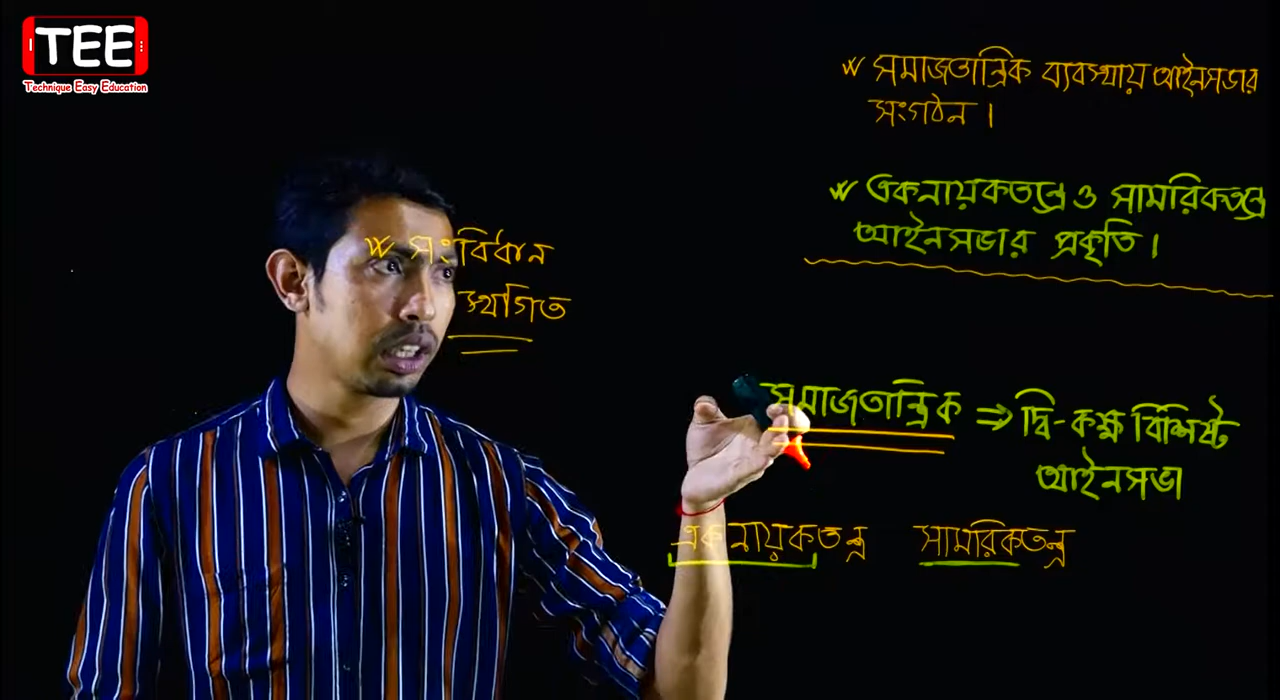 TEE
Technique Easy Education
সমাজতান্ত্রিক ব্যবস্থায় আইনসভার
সংগঠন ।
একনায়কতন্ত্রে ও সামরিকতন্ত্রে
আইনসভার প্রকৃতি ।
সংবিধান
স্থগিত
সমাজতান্ত্রিক ⇒ দ্বি-কক্ষ বিশিষ্ট
আইনসভা
একনায়কতন্ত্র সামরিকতন্ত্র